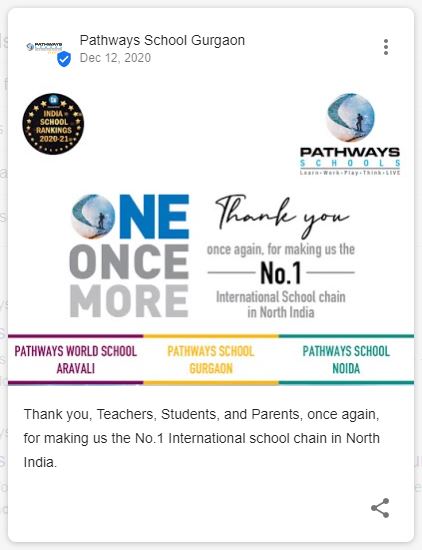 Pathways School Gurgaon
Dec 12, 2020
INDIA
SCHOOL
RANKINGS
2020-21
PATHWAYS
SCHOOLS
Learn • Work • Play • Think • LIVE
ONE
ONCE
MORE
Thank you
once again, for making us the
No.1
International School chain
in North India
PATHWAYS WORLD SCHOOL
ARAVALI
PATHWAYS SCHOOL
GURGAON
PATHWAYS SCHOOL
NOIDA
Thank you, Teachers, Students, and Parents, once again,
for making us the No.1 International school chain in North
India.